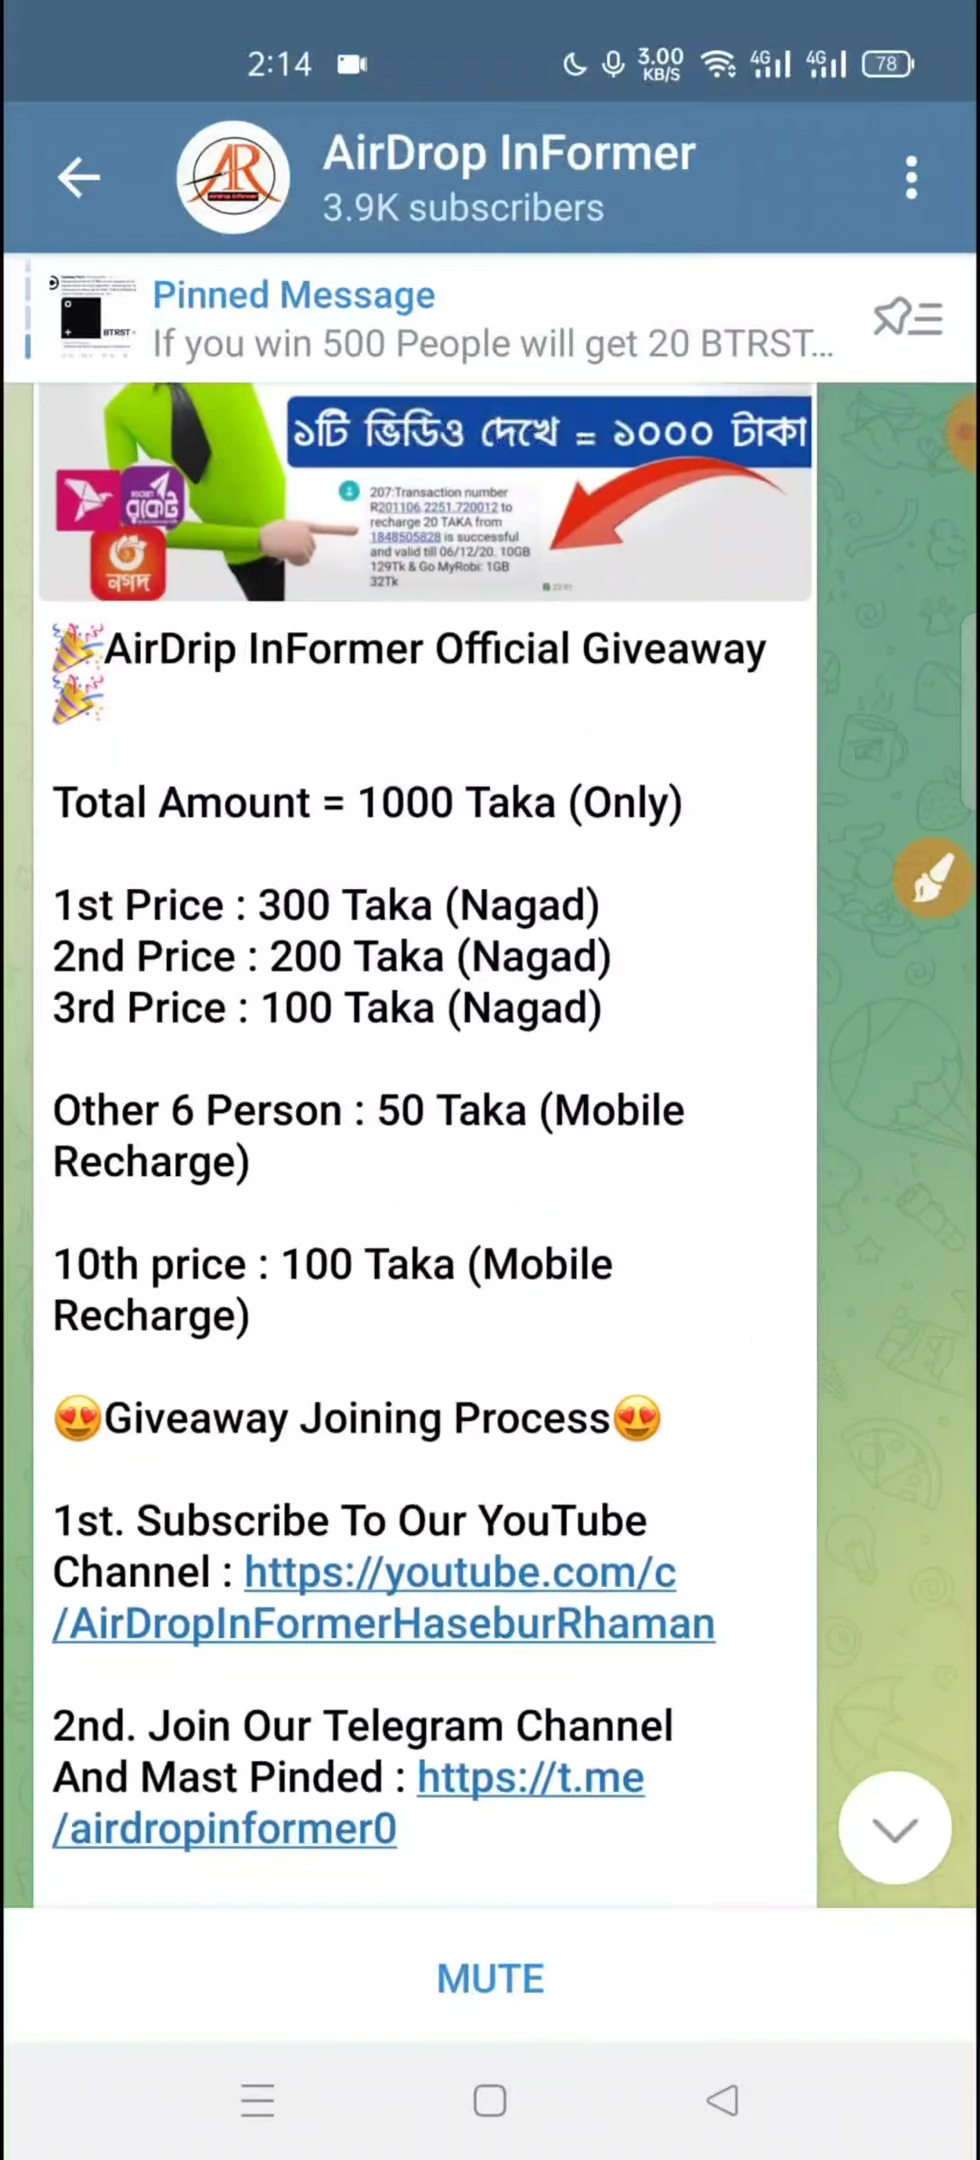 2:14
3.00
KB/S
4G
4G
78
AirDrop InFormer
3.9K subscribers
Pinned Message
If you win 500 People will get 20 BTRST...
BTRST
১টি ভিডিও দেখে = ১০০০ টাকা
207:Transaction number
R201106.2251.720012 to
recharge 20 TAKA from
1848505828 is successful
and valid till 06/12/20. 10GB
129Tk & Go MyRobi: 1GB
32Tk
রকেট
নগদ
🎉AirDrip InFormer Official Giveaway
🎉
Total Amount = 1000 Taka (Only)
1st Price : 300 Taka (Nagad)
2nd Price : 200 Taka (Nagad)
3rd Price : 100 Taka (Nagad)
Other 6 Person : 50 Taka (Mobile
Recharge)
10th price : 100 Taka (Mobile
Recharge)
😍Giveaway Joining Process😍
1st. Subscribe To Our YouTube
Channel : https://youtube.com/c
/AirDropInFormerHaseburRhaman
2nd. Join Our Telegram Channel
And Mast Pinded : https://t.me
/airdropinformer0
MUTE